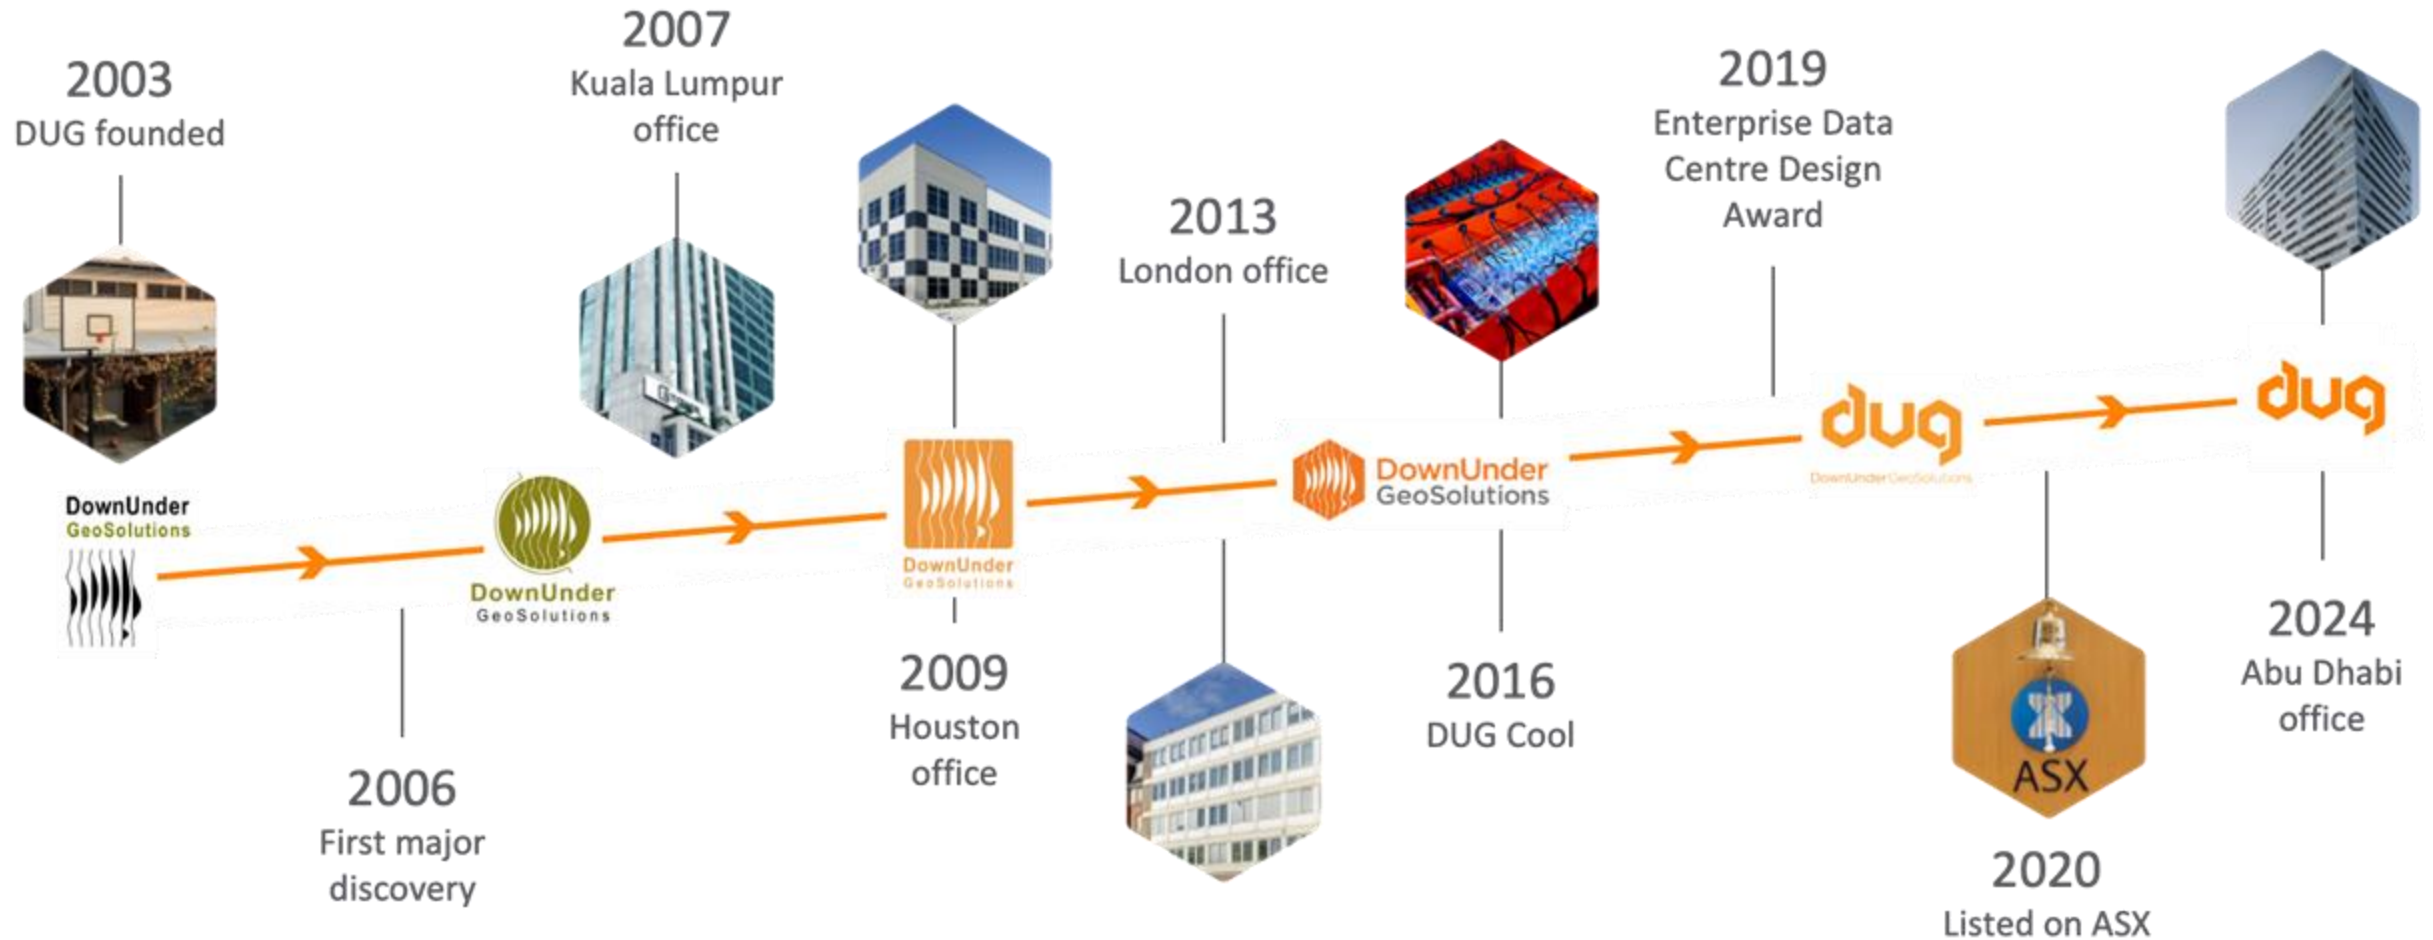 2003
DUG founded
2007
Kuala Lumpur
office
2013
London office
2019
Enterprise Data
Centre Design
Award
DownUnder
GeoSolutions
DownUnder
GeoSolutions
DownUnder
GeoSolutions
DownUnder
GeoSolutions
dug
DownUnder GeoSolutions
dug
2006
First major
discovery
2009
Houston
office
2016
DUG Cool
ASX
2020
Listed on ASX
2024
Abu Dhabi
office